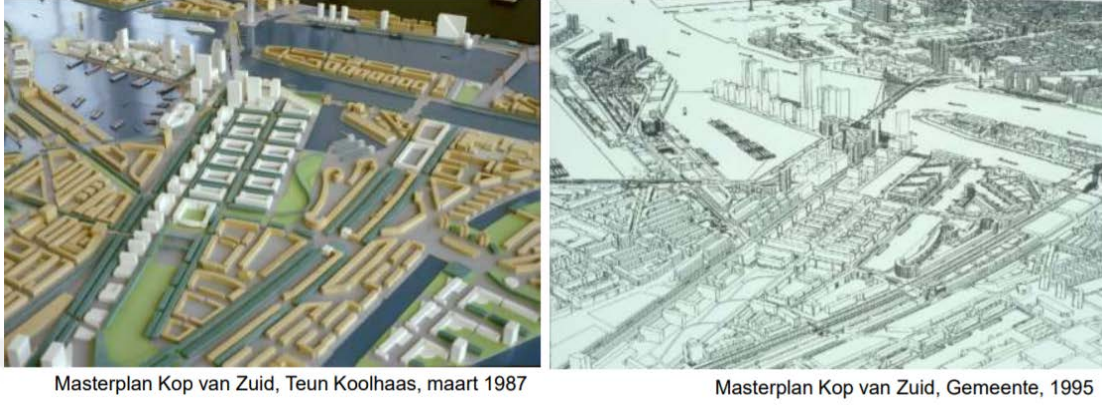 Masterplan Kop van Zuid, Teun Koolhaas, maart 1987
Masterplan Kop van Zuid, Gemeente, 1995